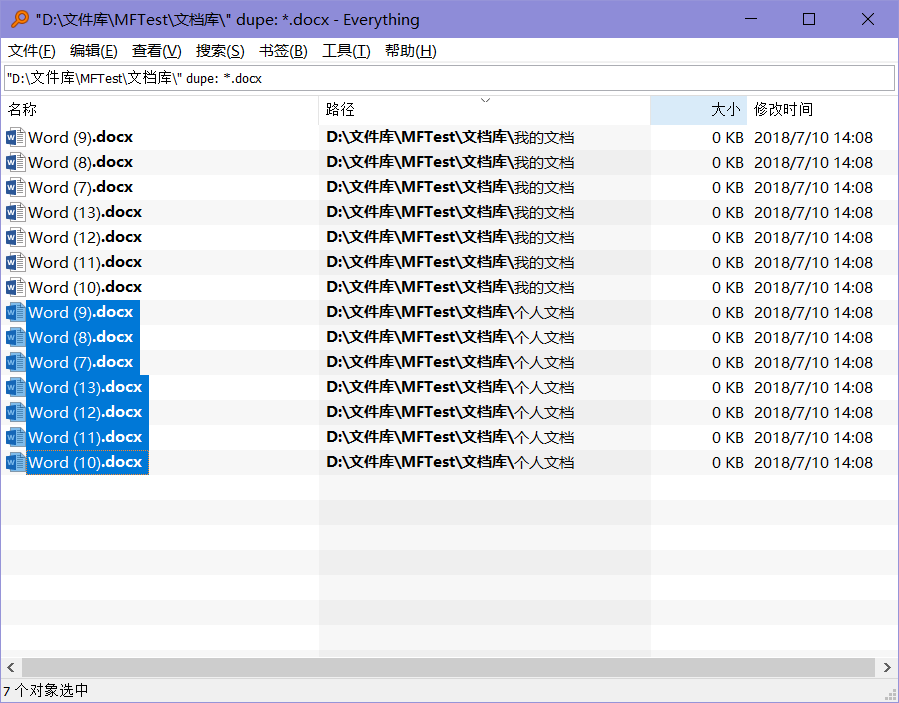 "D:\文件库\MFTest\文档库\" dupe: *.docx - Everything
文件(F) 编辑(E) 查看(V) 搜索(S) 书签(B) 工具(T) 帮助(H)
"D:\文件库\MFTest\文档库\" dupe: *.docx
名称 路径 大小 修改时间
Word (9).docx D:\文件库\MFTest\文档库\我的文档 0 KB 2018/7/10 14:08
Word (8).docx D:\文件库\MFTest\文档库\我的文档 0 KB 2018/7/10 14:08
Word (7).docx D:\文件库\MFTest\文档库\我的文档 0 KB 2018/7/10 14:08
Word (13).docx D:\文件库\MFTest\文档库\我的文档 0 KB 2018/7/10 14:08
Word (12).docx D:\文件库\MFTest\文档库\我的文档 0 KB 2018/7/10 14:08
Word (11).docx D:\文件库\MFTest\文档库\我的文档 0 KB 2018/7/10 14:08
Word (10).docx D:\文件库\MFTest\文档库\我的文档 0 KB 2018/7/10 14:08
Word (9).docx D:\文件库\MFTest\文档库\个人文档 0 KB 2018/7/10 14:08
Word (8).docx D:\文件库\MFTest\文档库\个人文档 0 KB 2018/7/10 14:08
Word (7).docx D:\文件库\MFTest\文档库\个人文档 0 KB 2018/7/10 14:08
Word (13).docx D:\文件库\MFTest\文档库\个人文档 0 KB 2018/7/10 14:08
Word (12).docx D:\文件库\MFTest\文档库\个人文档 0 KB 2018/7/10 14:08
Word (11).docx D:\文件库\MFTest\文档库\个人文档 0 KB 2018/7/10 14:08
Word (10).docx D:\文件库\MFTest\文档库\个人文档 0 KB 2018/7/10 14:08
7 个对象选中